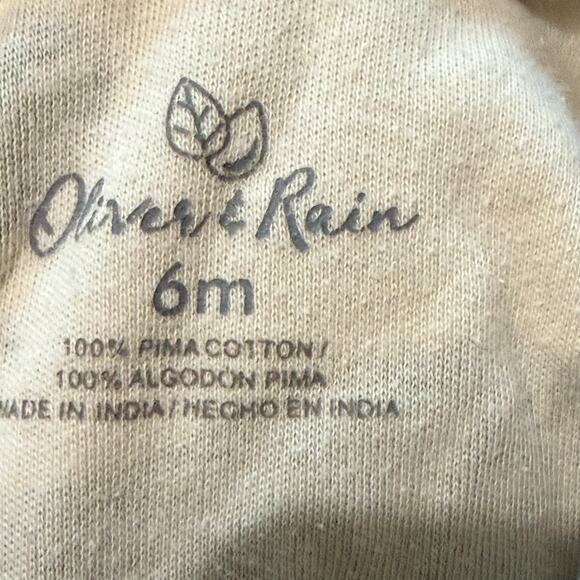 Oliver & Rain
6m
100% PIMA COTTON/
100% ALGODON PIMA
MADE IN INDIA/HECHO EN INDIA